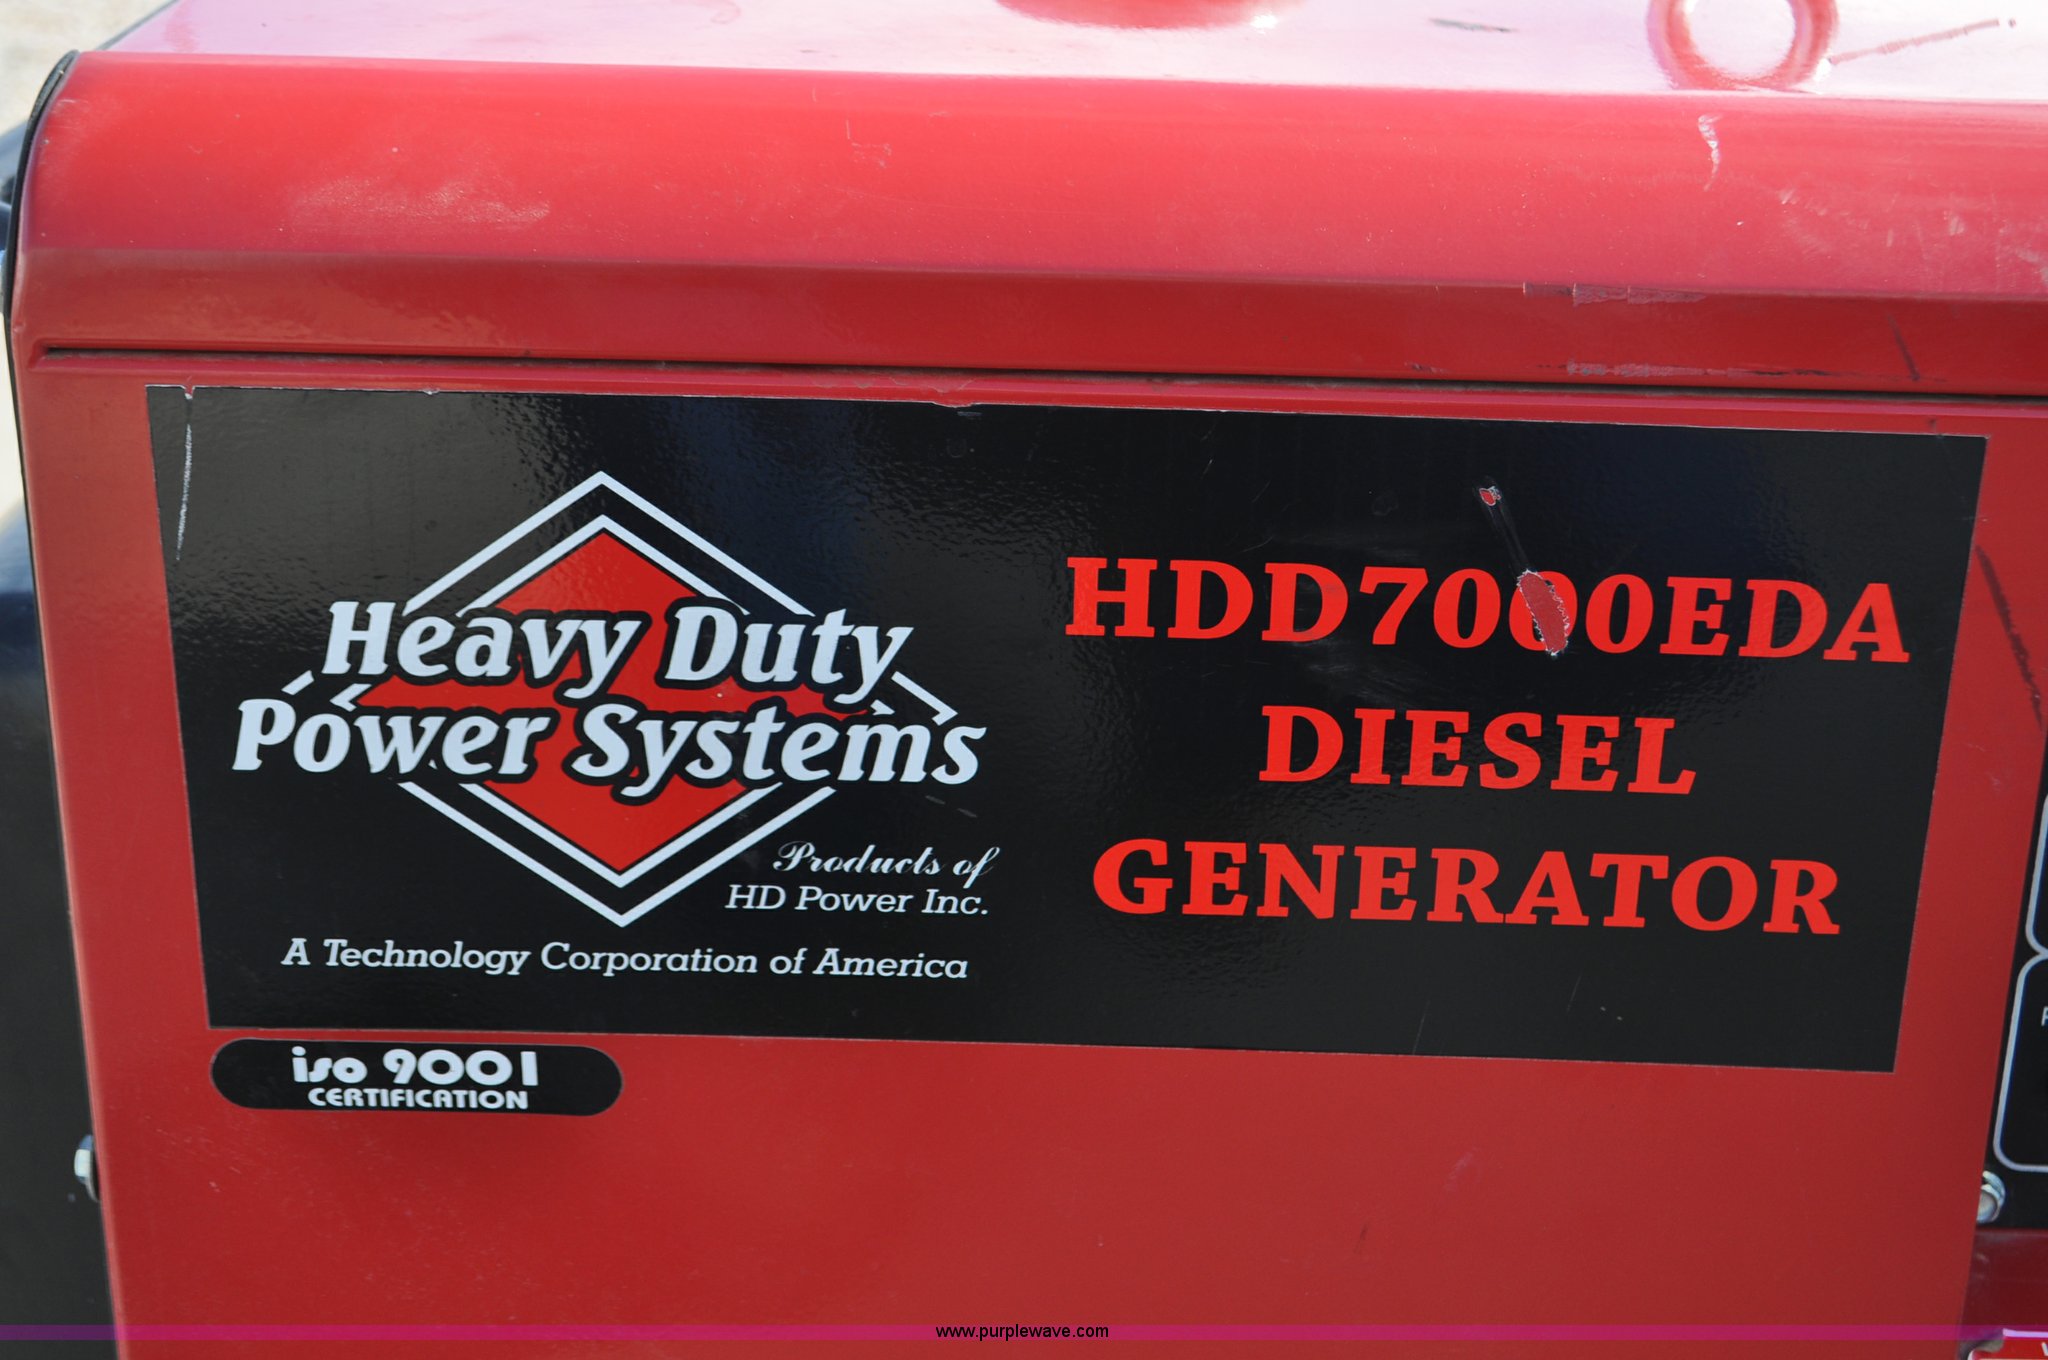 Heavy Duty
Power Systems
Products of
HD Power Inc.
A Technology Corporation of America
HDD7000EDA
DIESEL
GENERATOR
iso 9001
CERTIFICATION
www.purplewave.com